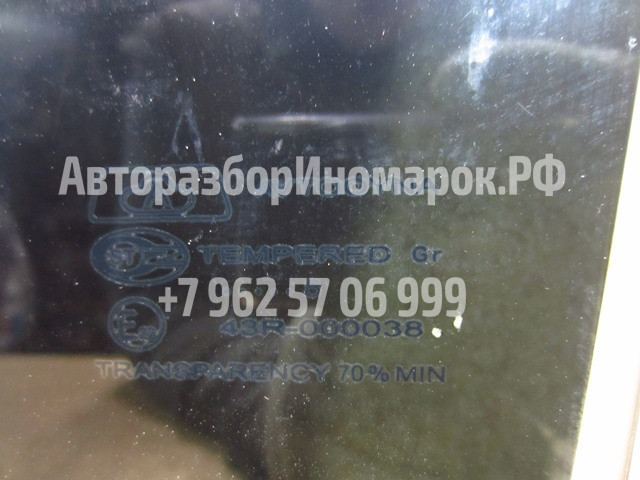 АвторазборИномарок.РФ
TEMPERED Gr
+7 962 57 06 999
43R-000038
TRANSPARENCY 70% MIN